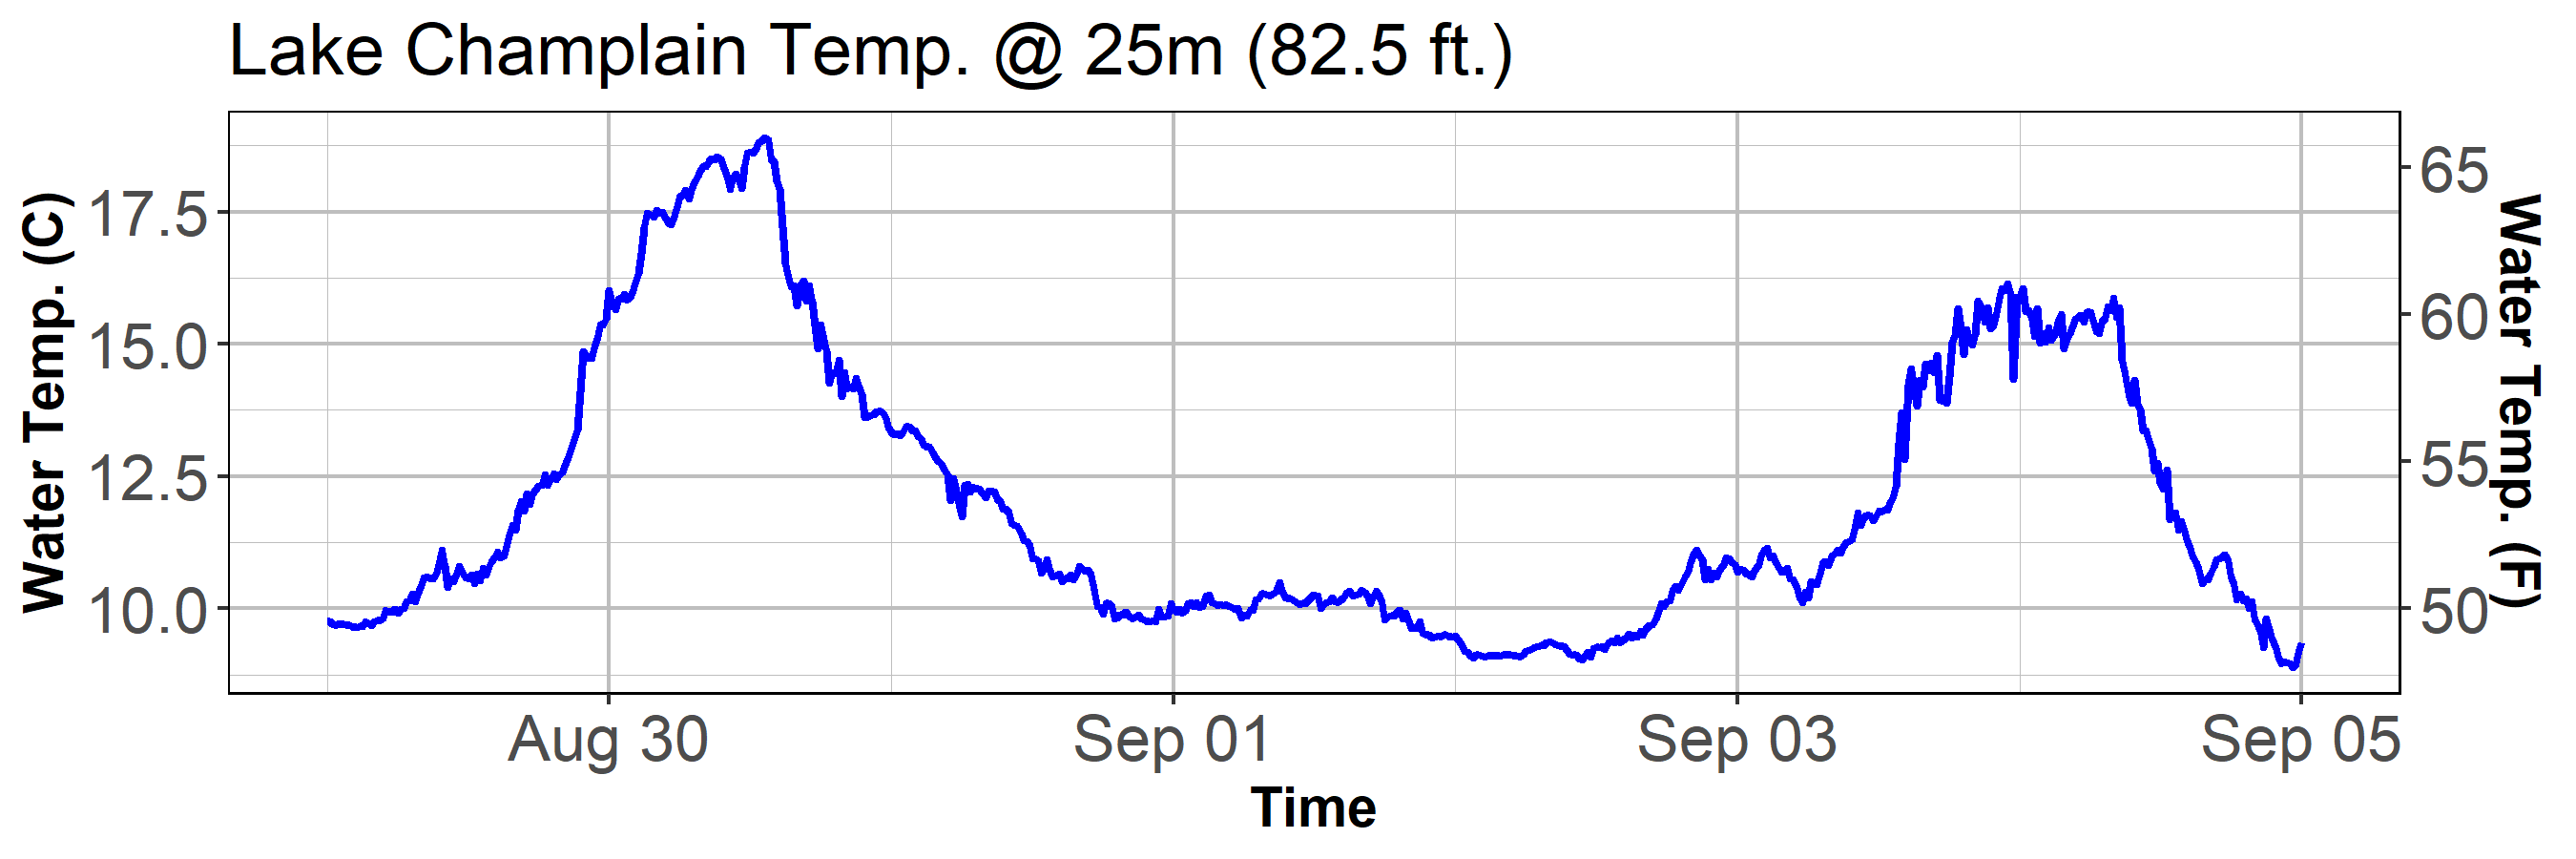 Lake Champlain Temp. @ 25m (82.5 ft.)
Water Temp. (C)
17.5
15.0
12.5
10.0
65
60
55
50
Water Temp. (F)
Aug 30 Sep 01 Sep 03 Sep 05
Time